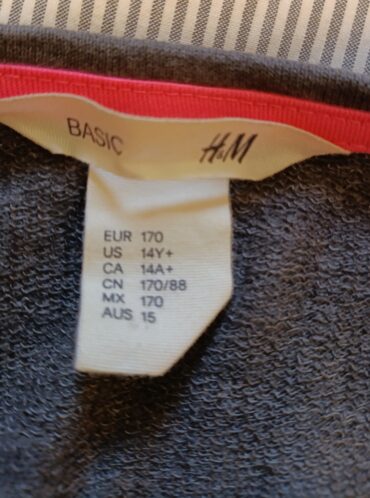 BASIC H&M
EUR 170
US 14Y+
CA 14A+
CN 170/88
MX 170
AUS 15